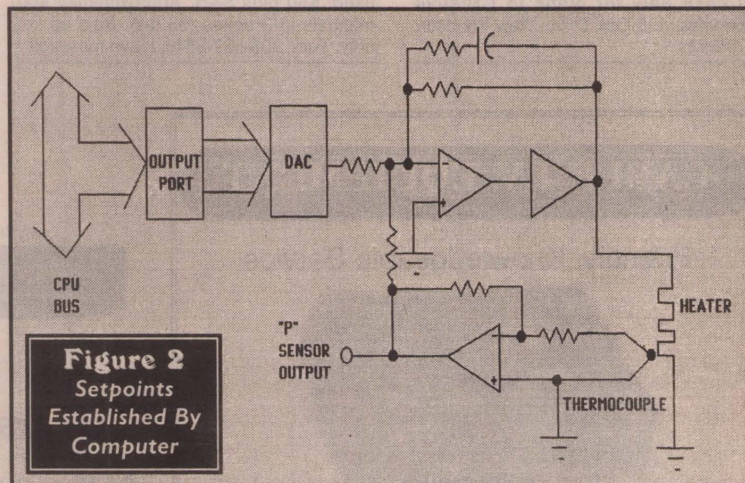 OUTPUT
PORT
DAC
-
+
CPU
BUS
HEATER
"P"
SENSOR
OUTPUT
-
+
THERMOCOUPLE
Figure 2
Setpoints
Established By
Computer